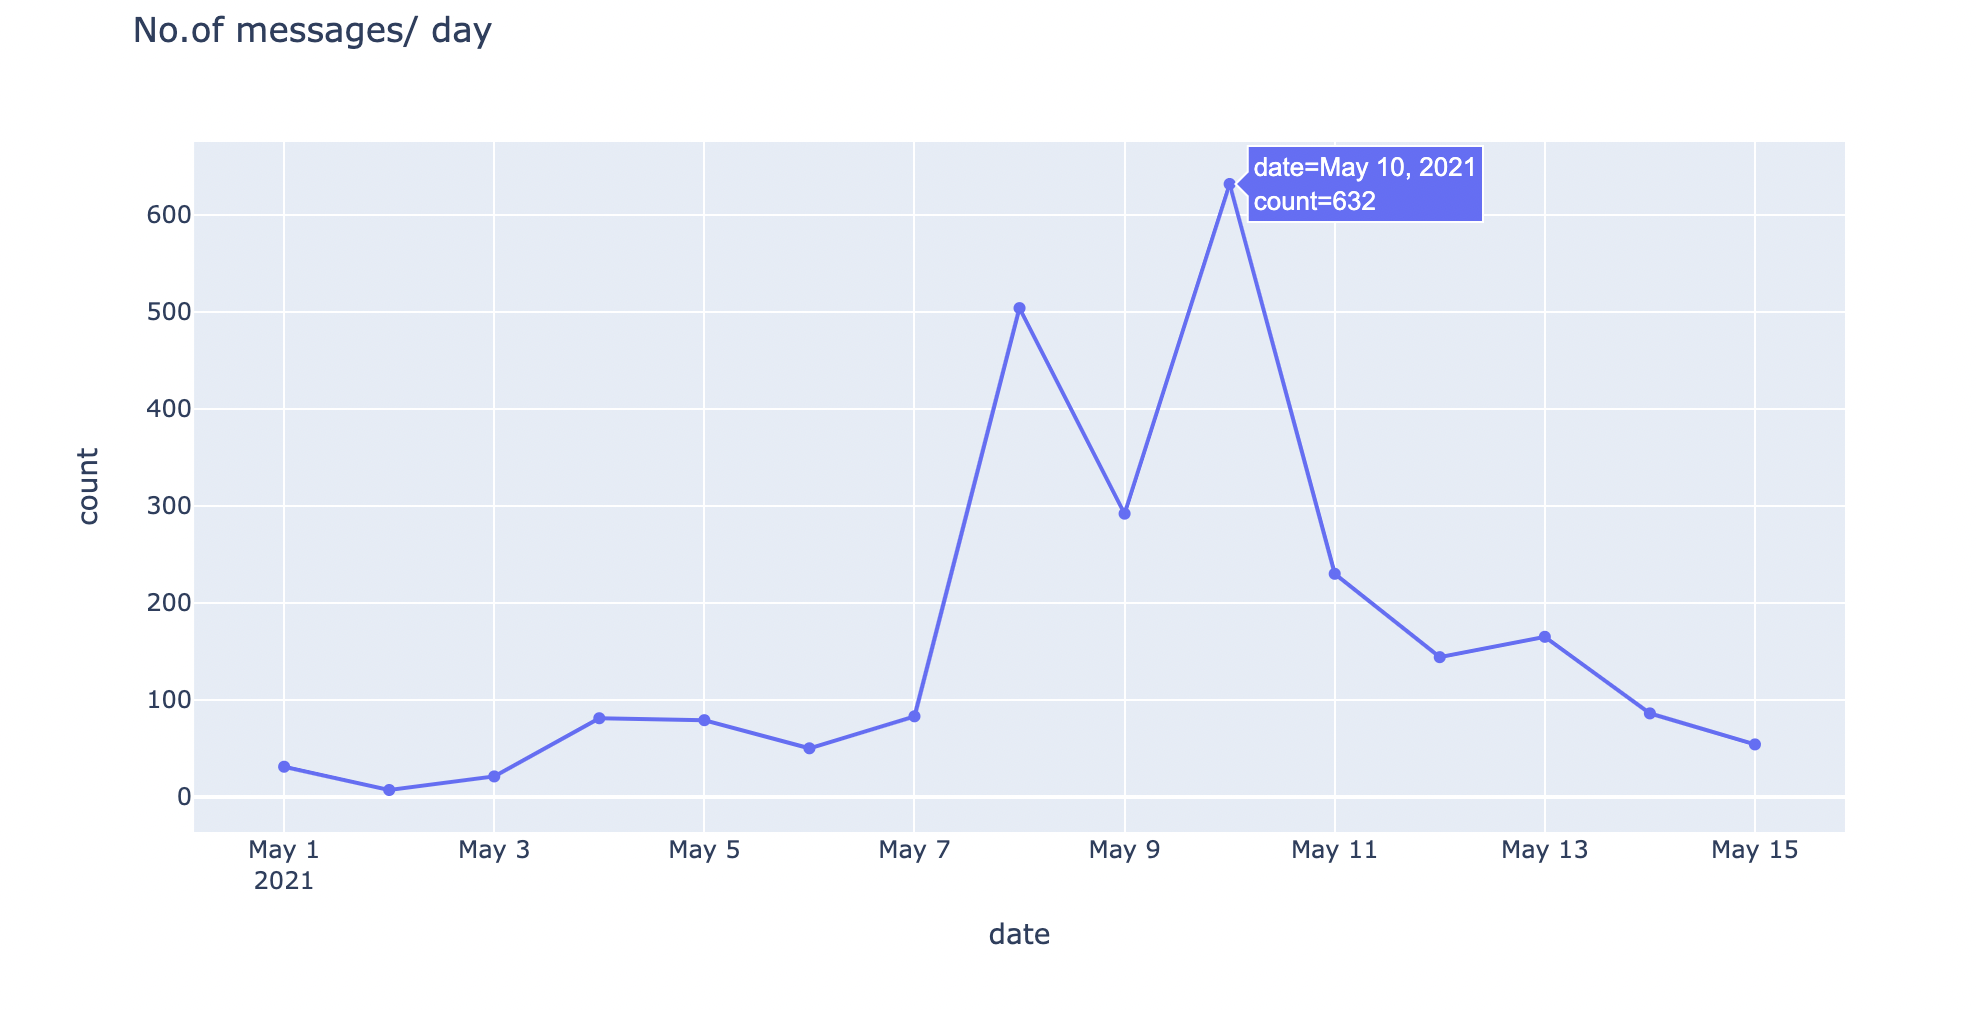 No.of messages/ day
date=May 10, 2021
count=632
600
500
400
300
200
100
0
count
May 1
2021
May 3
May 5
May 7
May 9
May 11
May 13
May 15
date